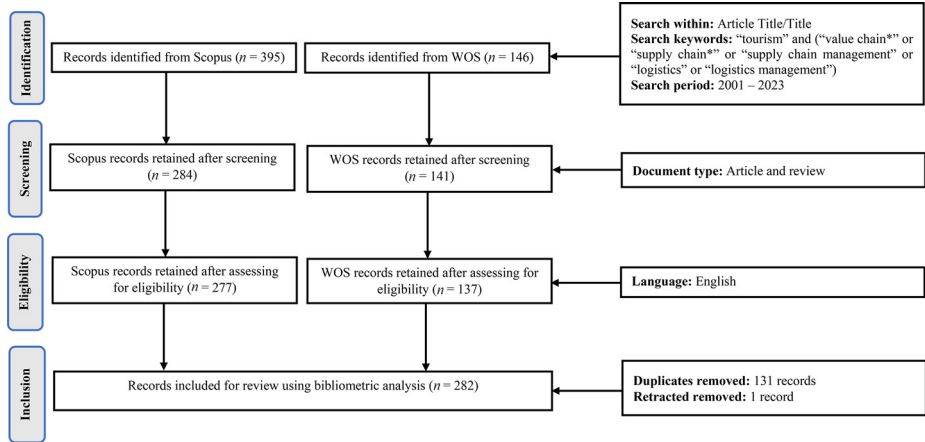 Identification
Records identified from Scopus (n = 395)
Records identified from WOS (n = 146)
Search within: Article Title/Title
Search keywords: “tourism” and (“value chain*” or
“supply chain*” or “supply chain management” or
“logistics” or “logistics management”)
Search period: 2001 – 2023
Screening
Scopus records retained after screening
(n = 284)
WOS records retained after screening
(n = 141)
Document type: Article and review
Eligibility
Scopus records retained after assessing
for eligibility (n = 277)
WOS records retained after assessing for
eligibility (n = 137)
Language: English
Inclusion
Records included for review using bibliometric analysis (n = 282)
Duplicates removed: 131 records
Retracted removed: 1 record